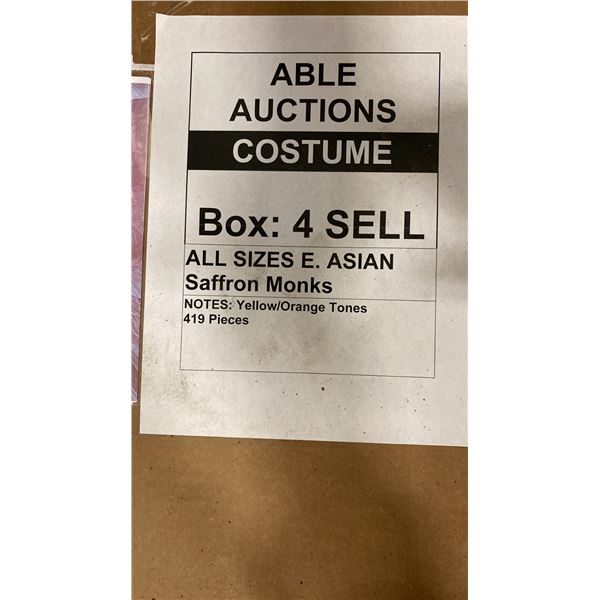 ABLE
AUCTIONS
COSTUME
Box: 4 SELL
ALL SIZES E. ASIAN
Saffron Monks
NOTES: Yellow/Orange Tones
419 Pieces